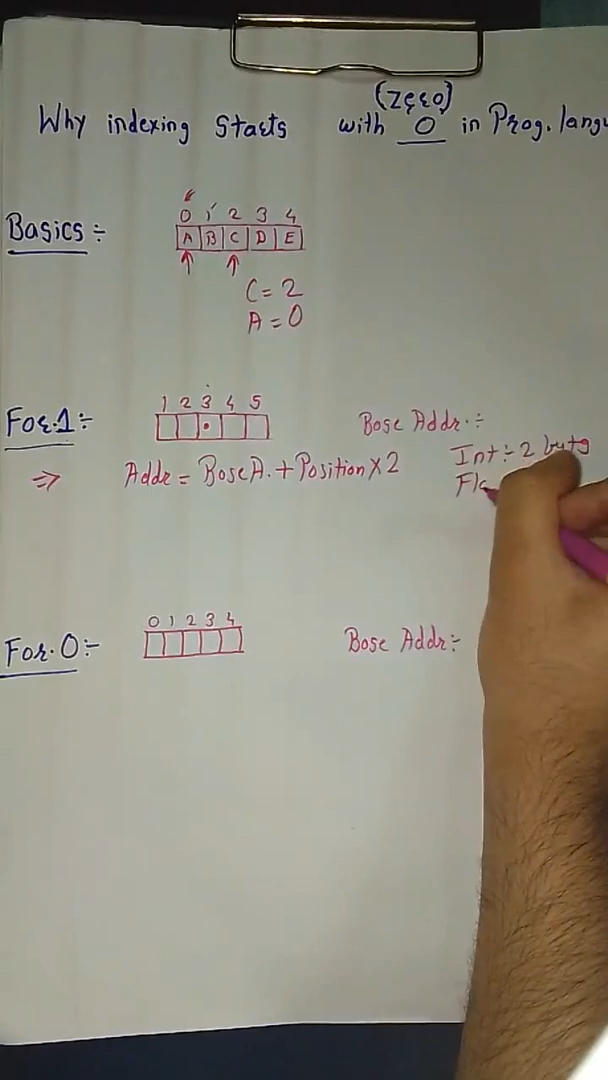 (Zero)
Why indexing Starts with 0 in Prog. langu
Basics :-
0 1 2 3 4
A B C D E
C = 2
A = 0
For 1 :-
1 2 3 4 5
Base Addr. :-
Int :- 2 byts
Flo
⇒ Addr = Base A. + Position × 2
For. 0 :-
0 1 2 3 4
Base Addr :-